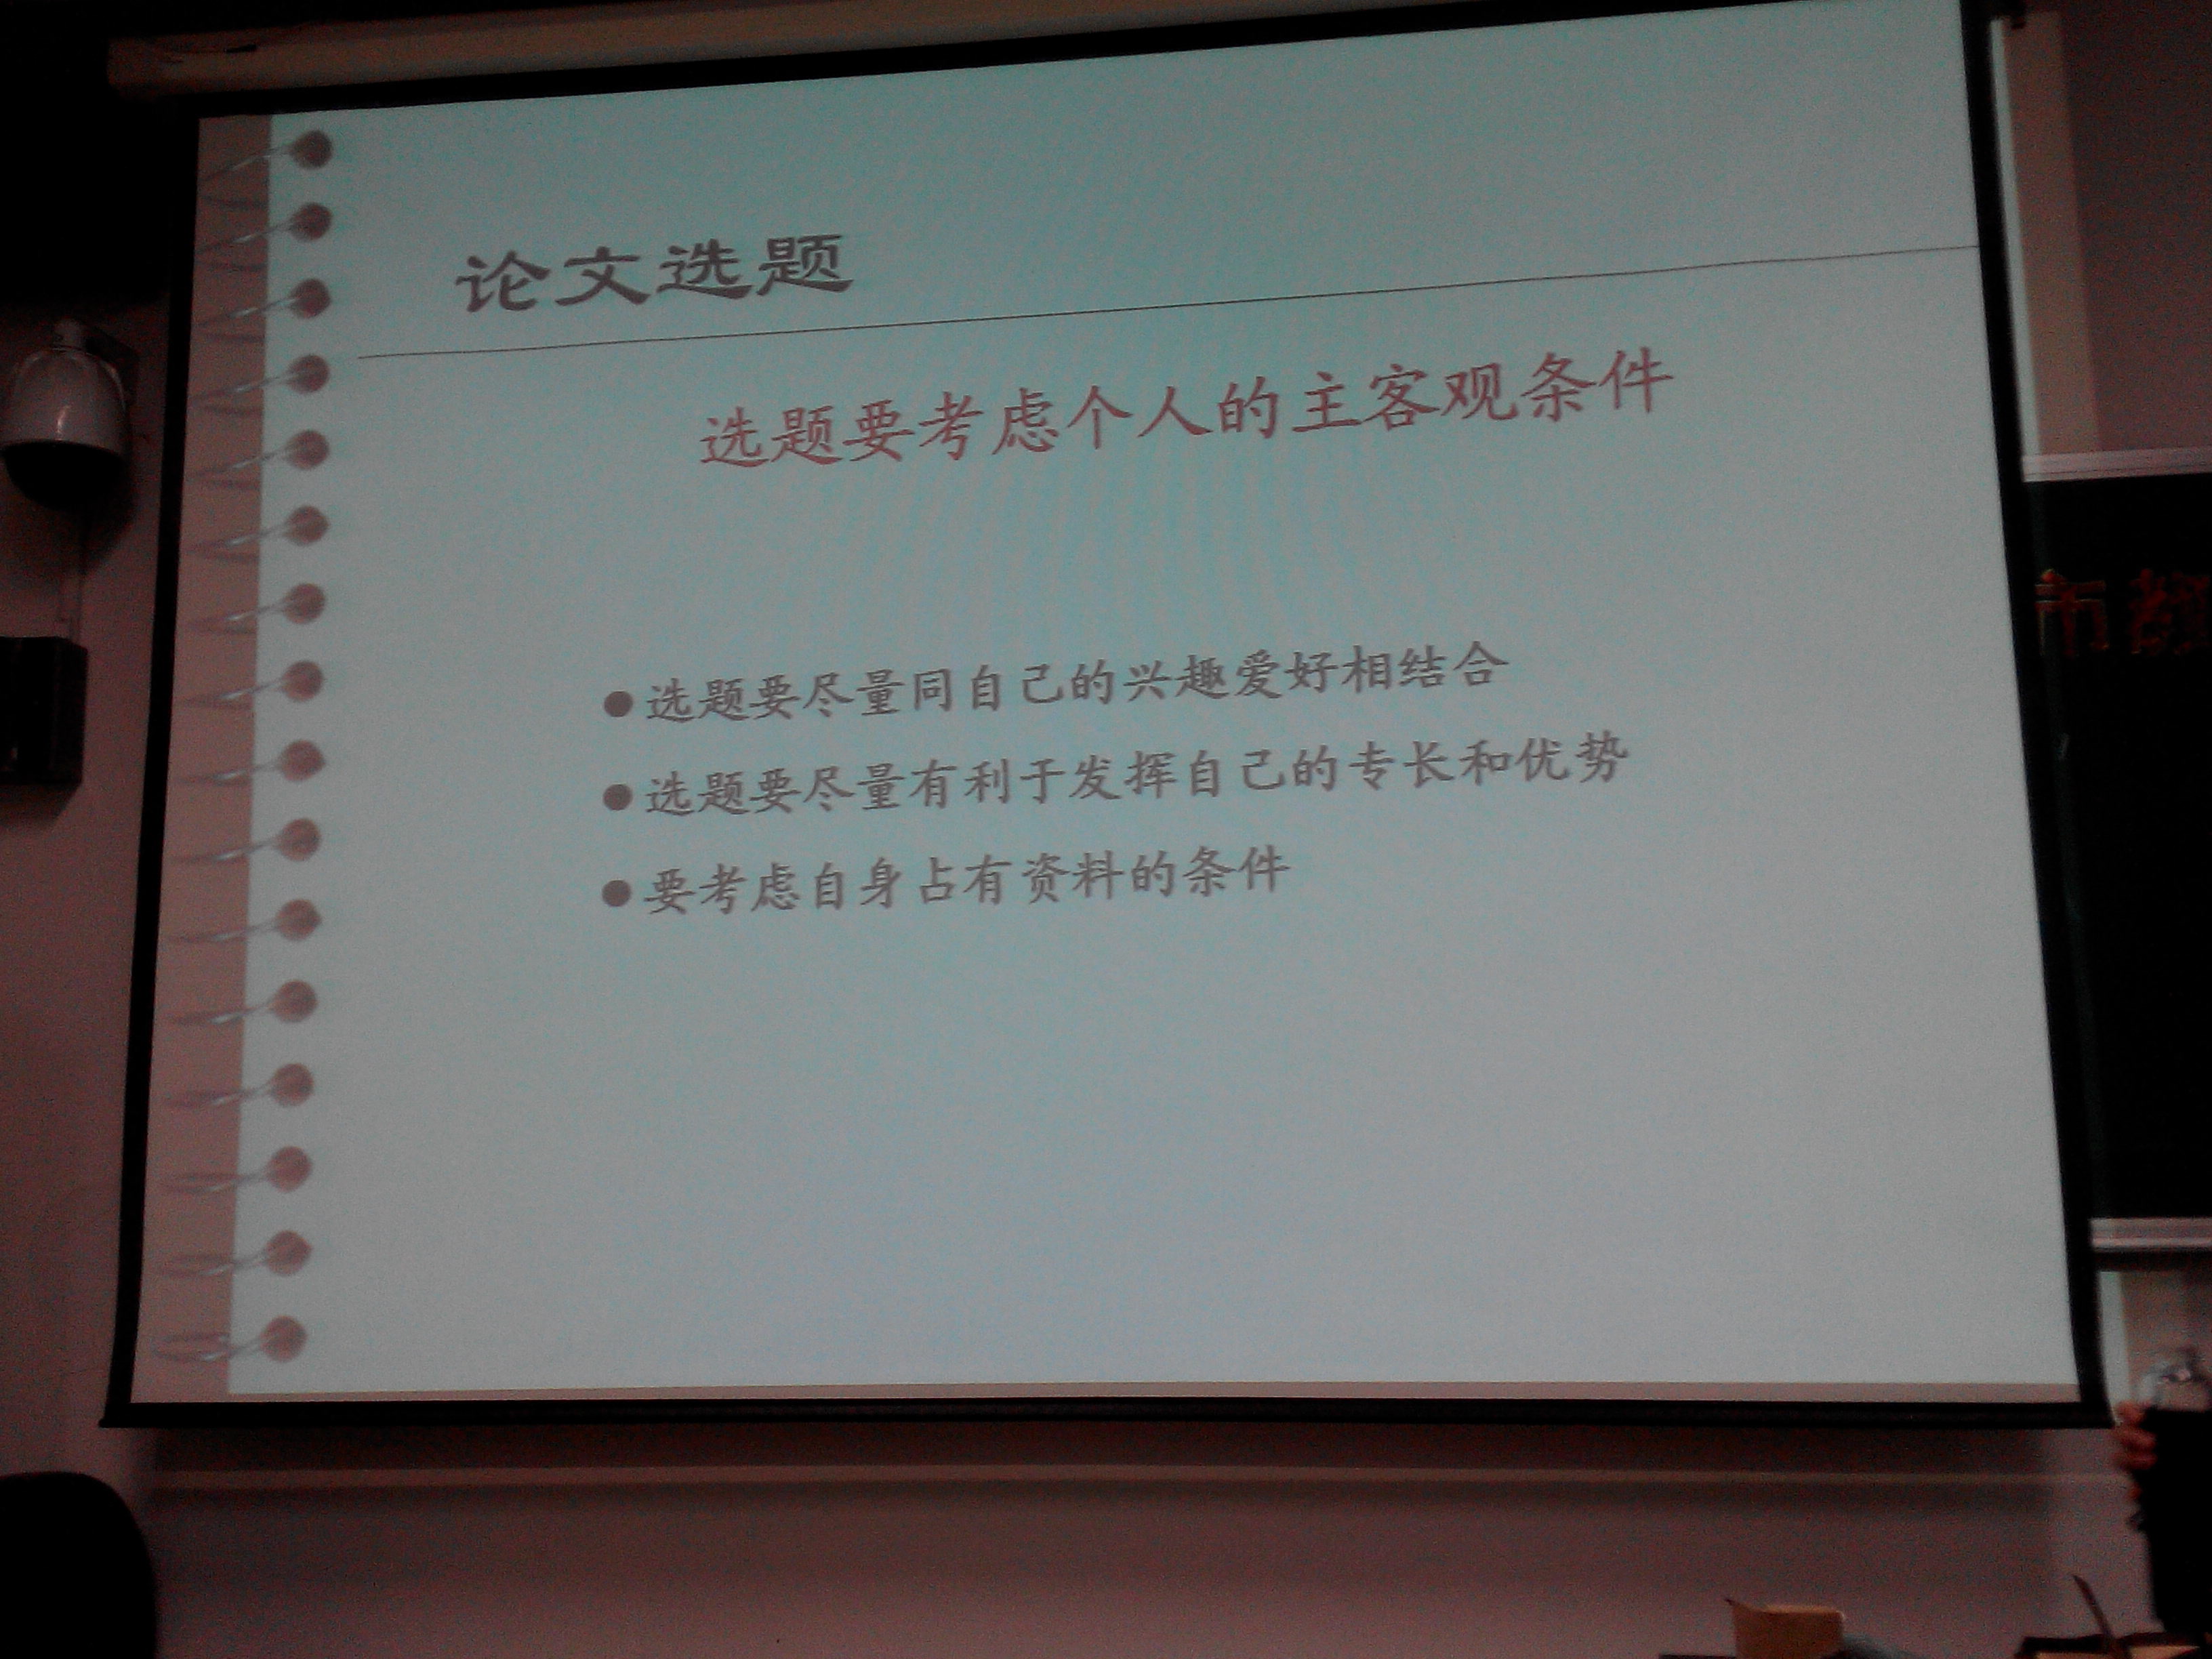 论文选题
选题要考虑个人的主客观条件
●选题要尽量同自己的兴趣爱好相结合
●选题要尽量有利于发挥自己的专长和优势
●要考虑自身占有资料的条件
市